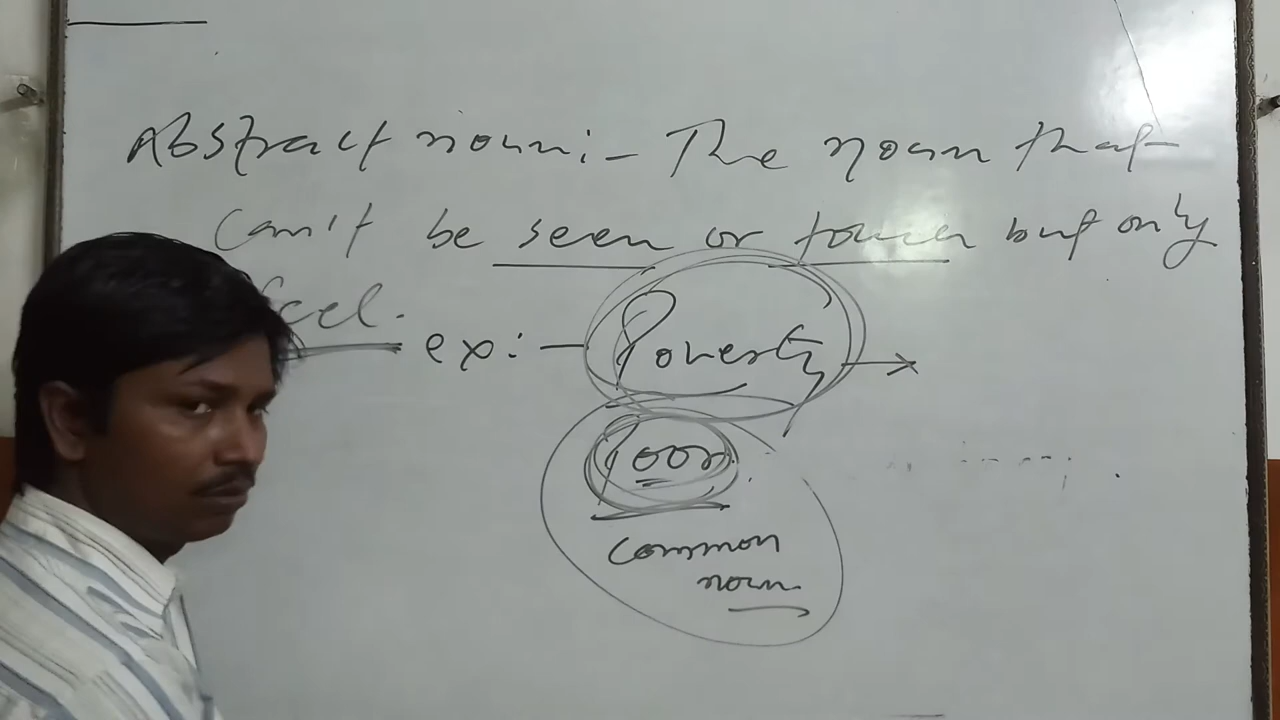 Abstract noun:- The noun that
can't be seen or touch but only
feel.
ex:- Poverty →
Poor
common
noun